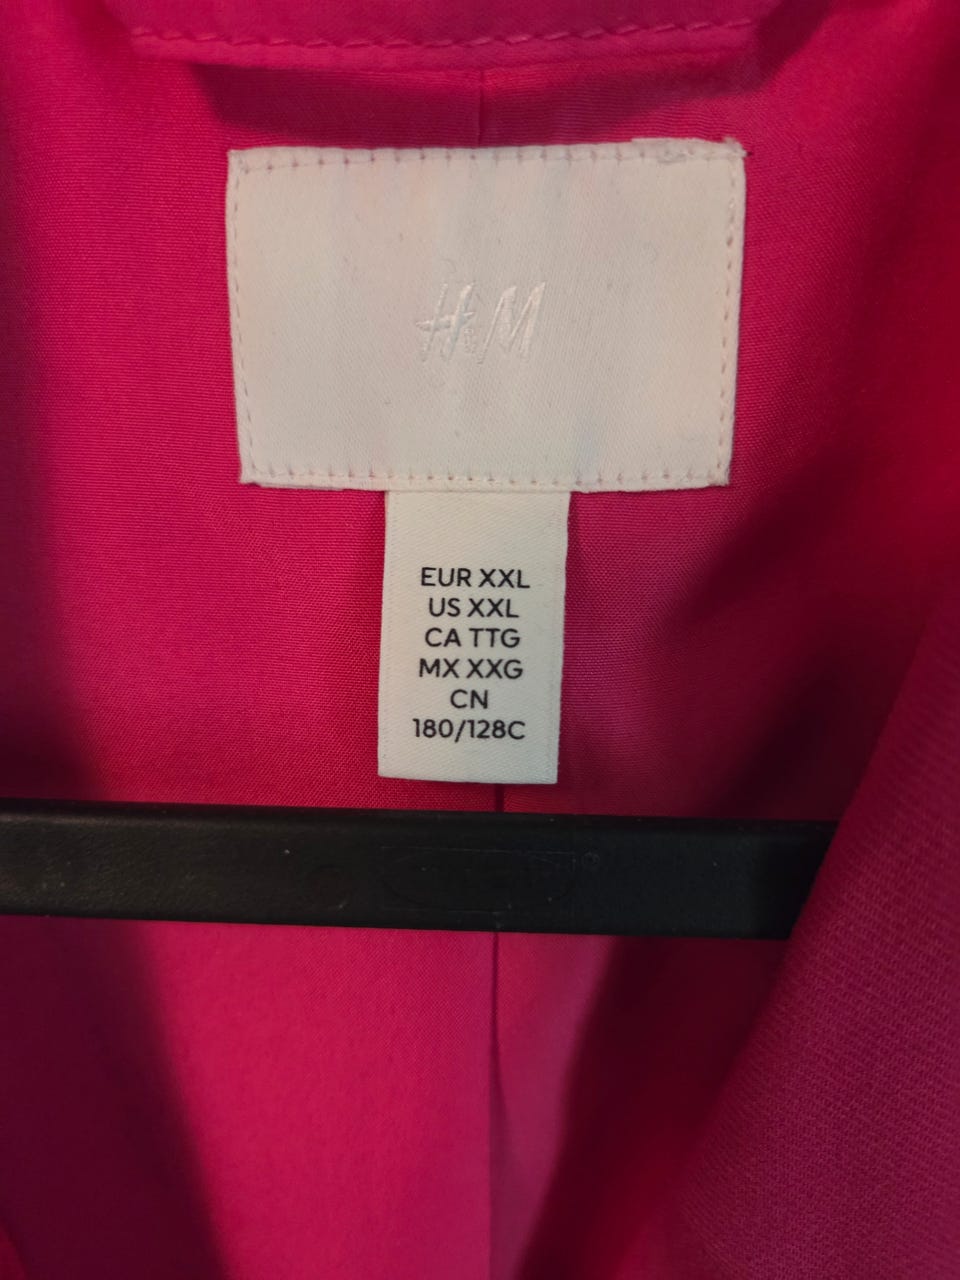 H&M
EUR XXL
US XXL
CA TTG
MX XXG
CN
180/128C